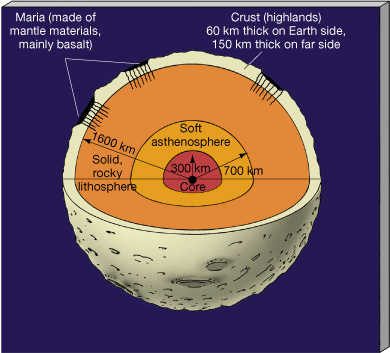 Maria (made of
mantle materials,
mainly basalt)
Crust (highlands)
60 km thick on Earth side,
150 km thick on far side
1600 km
Soft
asthenosphere
Solid,
rocky
lithosphere
300 km
700 km
Core